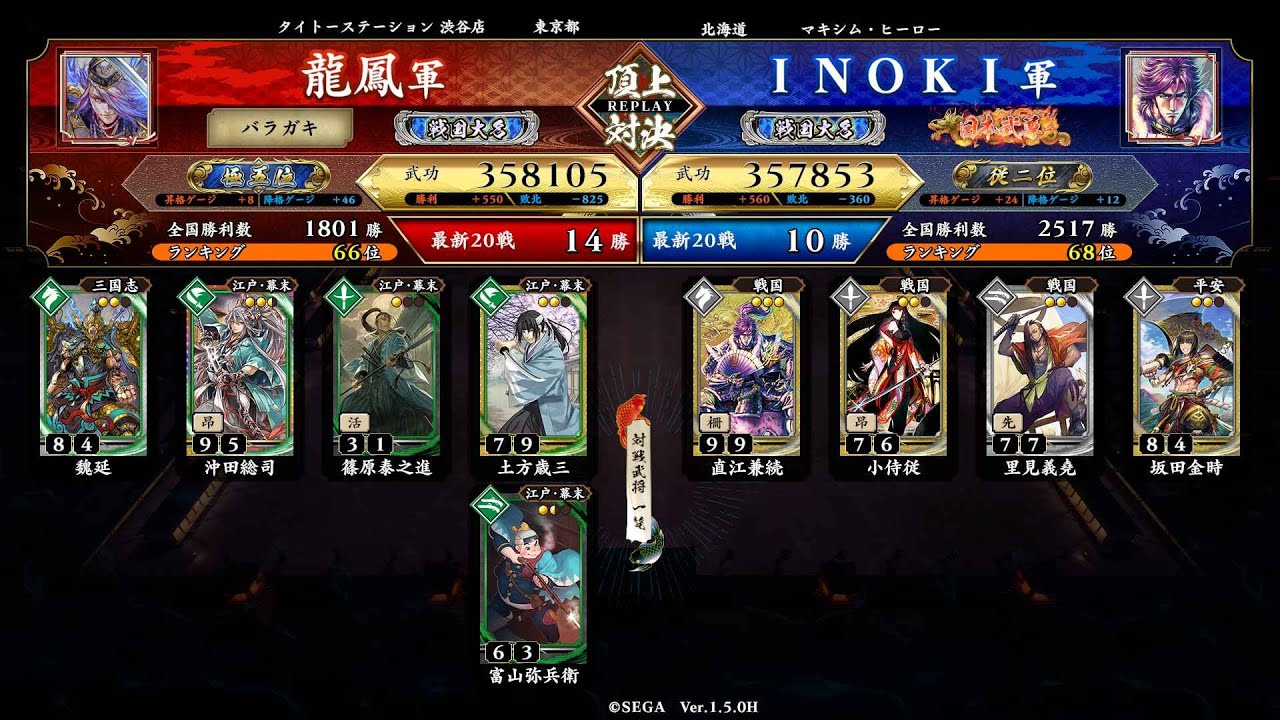 タイトーステーション 渋谷店 東京都
北海道 マキシム・ヒーロー
龍鳳軍
頂上
REPLAY
対決
INOKI軍
バラガキ
戦国大名
戦国大名
日本武道
極王位
武功 358105
勝利 +550 敗北 -825
昇格ゲージ +8 降格ゲージ +46
武功 357853
勝利 +560 敗北 -360
従二位
昇格ゲージ +24 降格ゲージ +12
全国勝利数 1801勝
ランキング 66位
最新20戦 14勝
最新20戦 10勝
全国勝利数 2517勝
ランキング 68位
三国志
8 4
魏延
江戸・幕末
昂
9 5
沖田総司
江戸・幕末
活
3 1
篠原泰之進
江戸・幕末
7 9
土方歳三
対戦武将一覧
戦国
柵
9 9
直江兼続
戦国
昂
7 6
小侍従
戦国
先
7 7
里見義堯
平安
8 4
坂田金時
江戸・幕末
6 3
富山弥兵衛
©SEGA Ver.1.5.0H